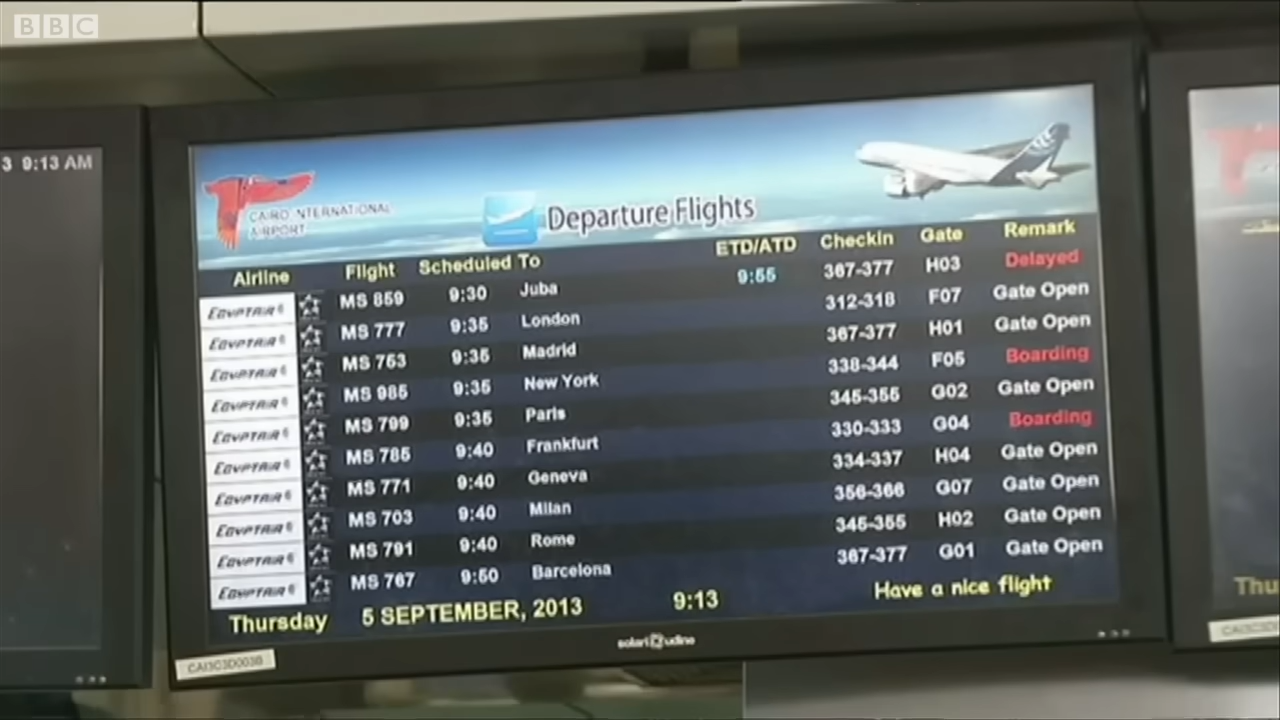 BBC
3 9:13 AM
CAIRO INTERNATIONAL
AIRPORT
Departure Flights
Airline Flight Scheduled To ETD/ATD Checkin Gate Remark
EGYPTAIR MS 859 9:30 Juba 9:55 367-377 H03 Delayed
EGYPTAIR MS 777 9:35 London 312-318 F07 Gate Open
EGYPTAIR MS 753 9:35 Madrid 367-377 H01 Gate Open
EGYPTAIR MS 985 9:35 New York 338-344 F05 Boarding
EGYPTAIR MS 799 9:35 Paris 345-355 G02 Gate Open
EGYPTAIR MS 785 9:40 Frankfurt 330-333 G04 Boarding
EGYPTAIR MS 771 9:40 Geneva 334-337 H04 Gate Open
EGYPTAIR MS 703 9:40 Milan 356-366 G07 Gate Open
EGYPTAIR MS 791 9:40 Rome 345-355 H02 Gate Open
EGYPTAIR MS 767 9:50 Barcelona 367-377 G01 Gate Open
Thursday 5 SEPTEMBER, 2013 9:13 Have a nice flight
solari udine
CAI3C3D003B
Thu